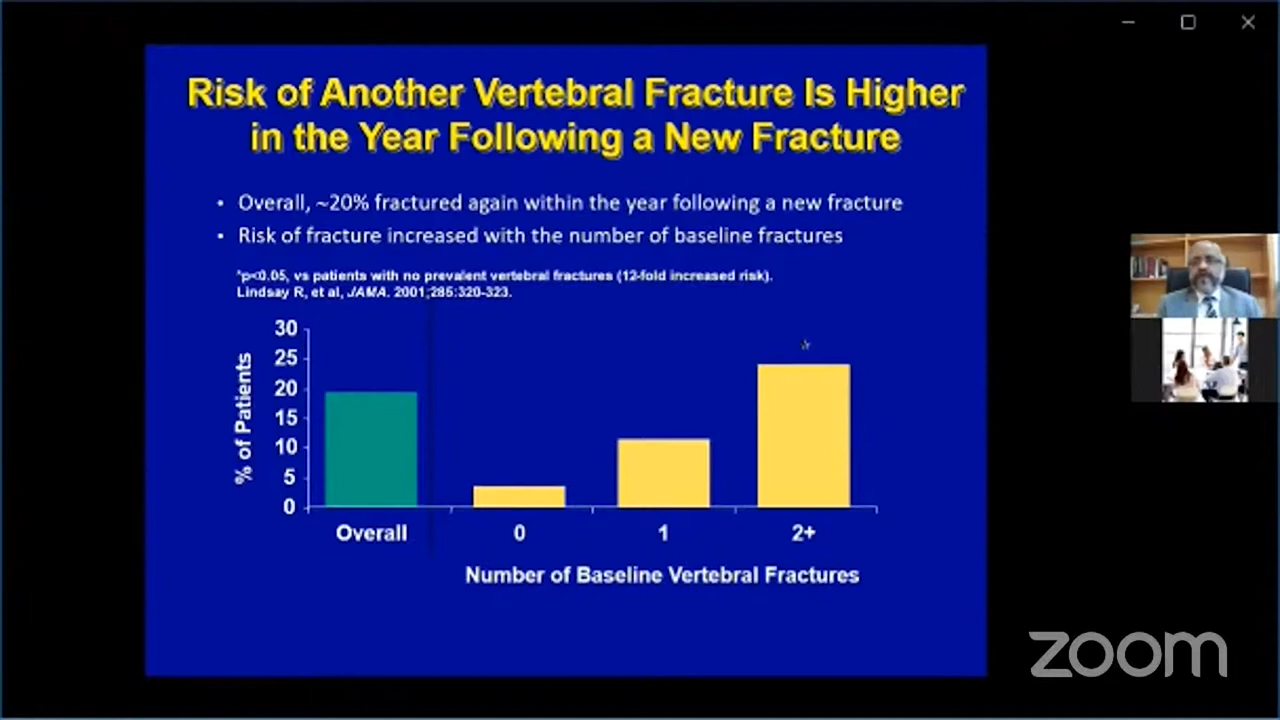 Risk of Another Vertebral Fracture Is Higher
in the Year Following a New Fracture
• Overall, ~20% fractured again within the year following a new fracture
• Risk of fracture increased with the number of baseline fractures
*p<0.05, vs patients with no prevalent vertebral fractures (12-fold increased risk).
Lindsay R, et al, JAMA. 2001;285:320-323.
% of Patients
30
25
20
15
10
5
0
*
Overall
0
1
2+
Number of Baseline Vertebral Fractures
zoom